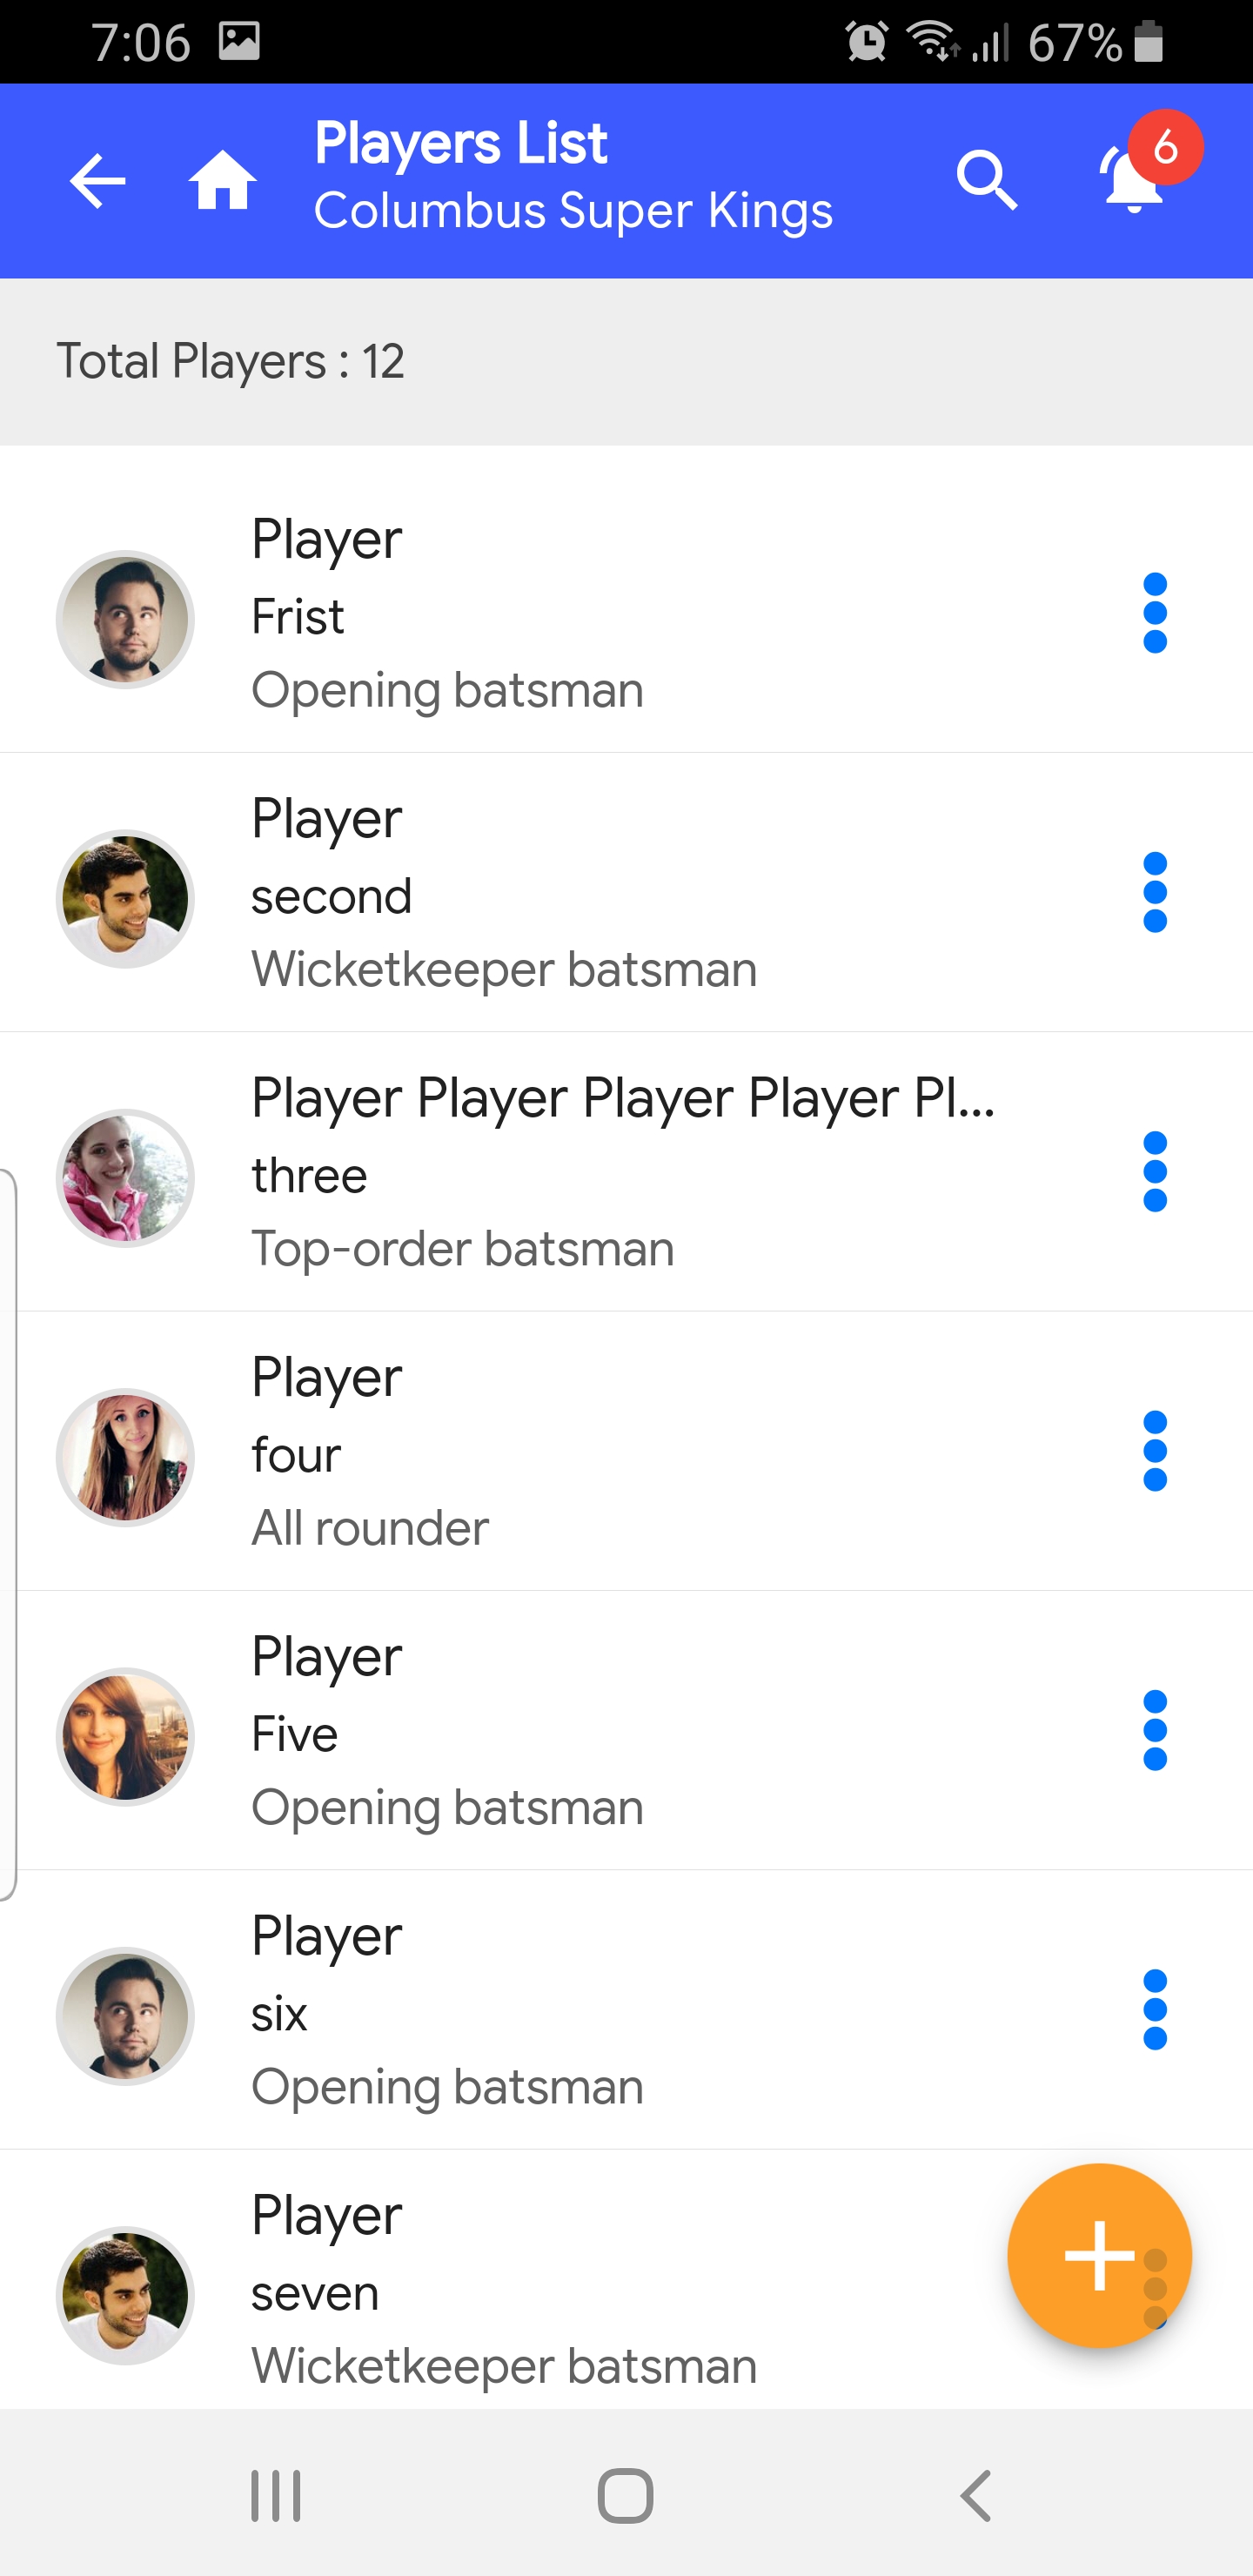 7:06
67%
Players List
6
Columbus Super Kings
Total Players : 12
Player
Frist
Opening batsman
Player
second
Wicketkeeper batsman
Player Player Player Player Pl...
three
Top-order batsman
Player
four
All rounder
Player
Five
Opening batsman
Player
six
Opening batsman
Player
seven
Wicketkeeper batsman